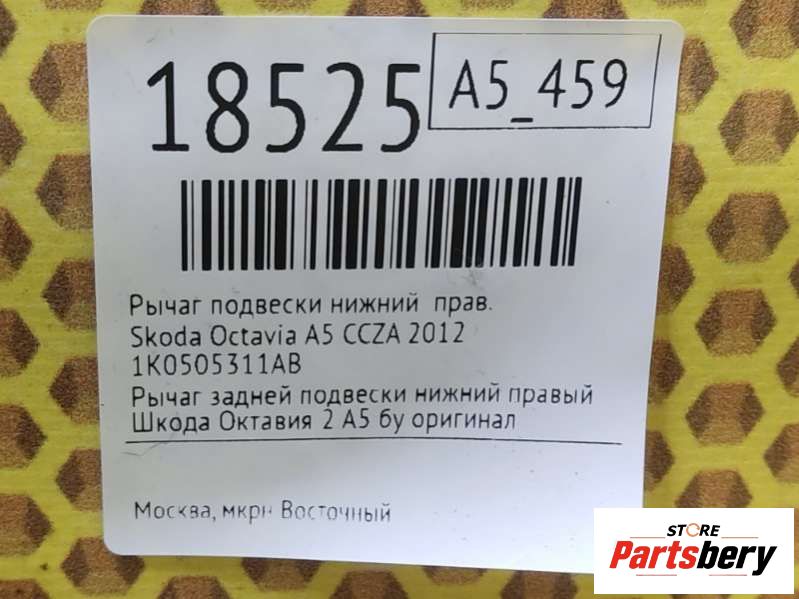 18525
A5_459
Рычаг подвески нижний прав.
Skoda Octavia A5 CCZA 2012
1K0505311AB
Рычаг задней подвески нижний правый
Шкода Октавия 2 А5 бу оригинал
Москва, мкрн Восточный
STORE
Partsbery